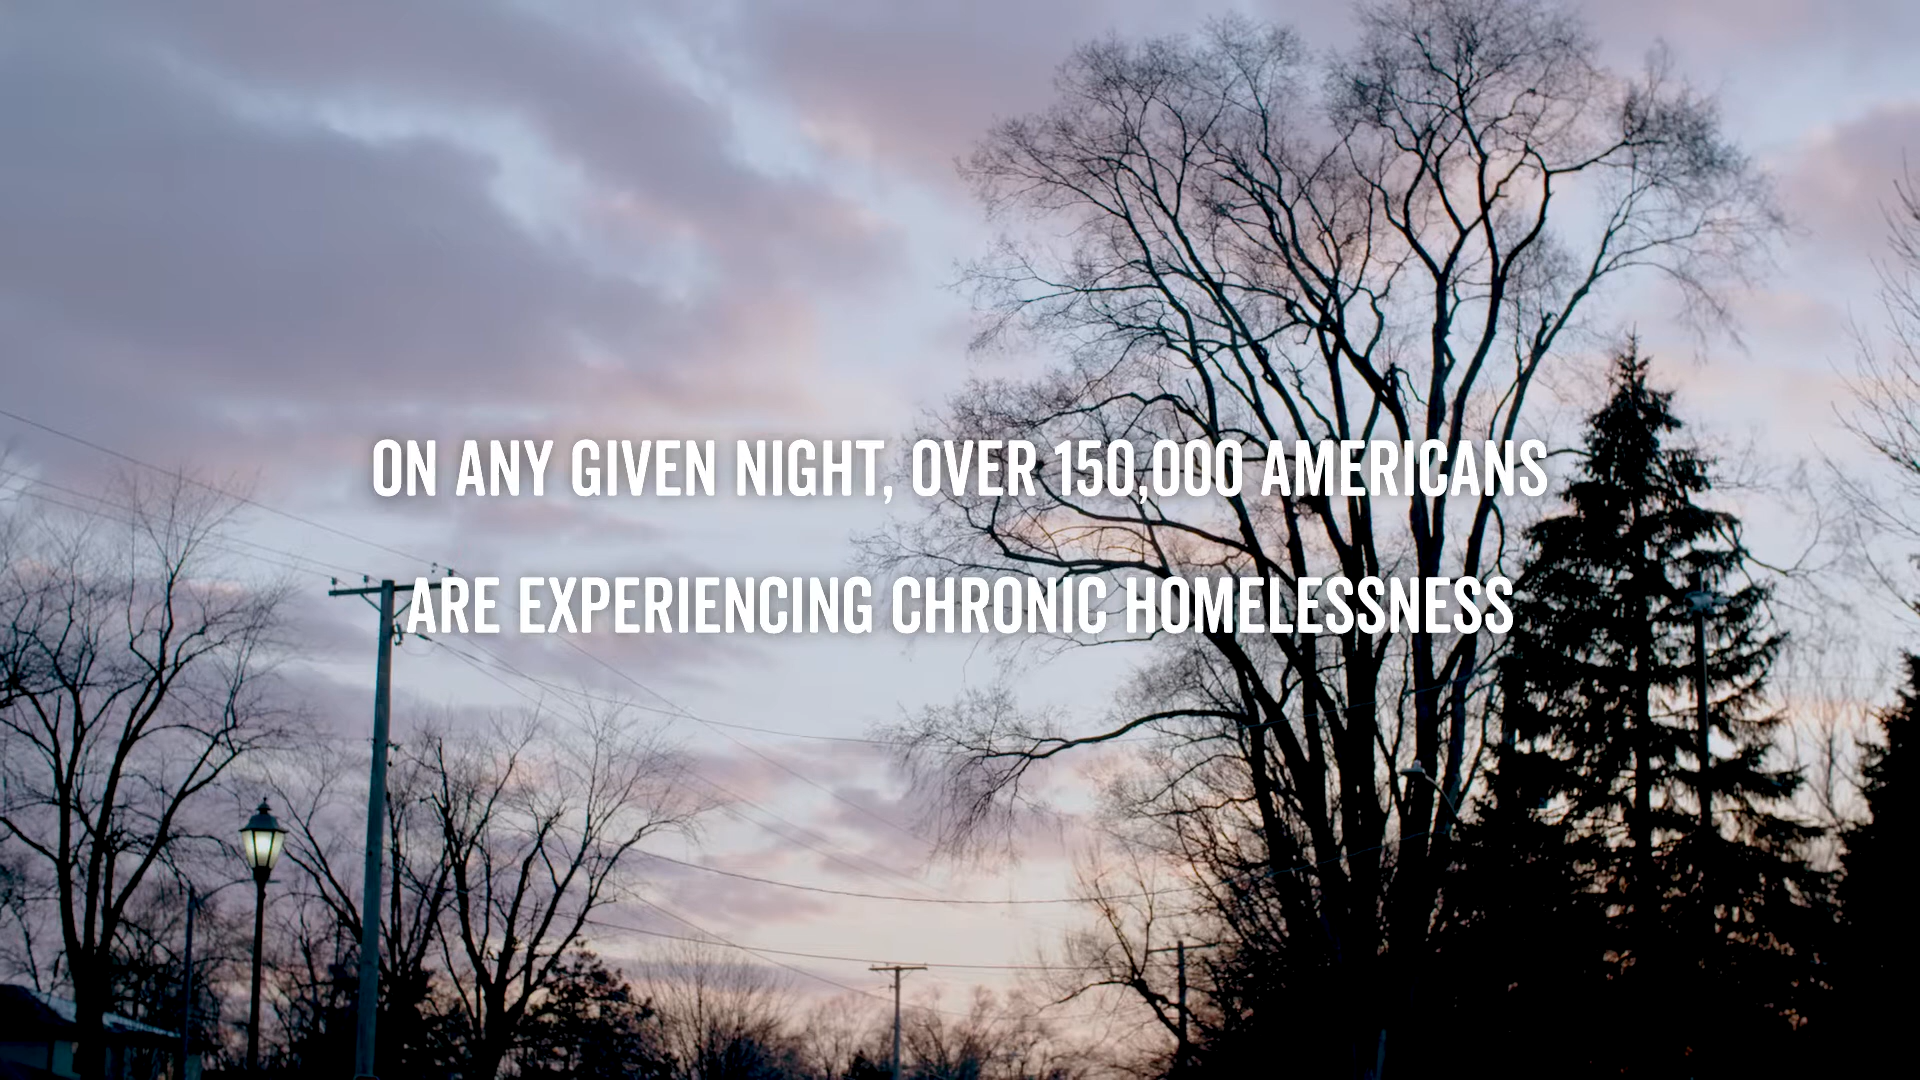 ON ANY GIVEN NIGHT, OVER 150,000 AMERICANS
ARE EXPERIENCING CHRONIC HOMELESSNESS